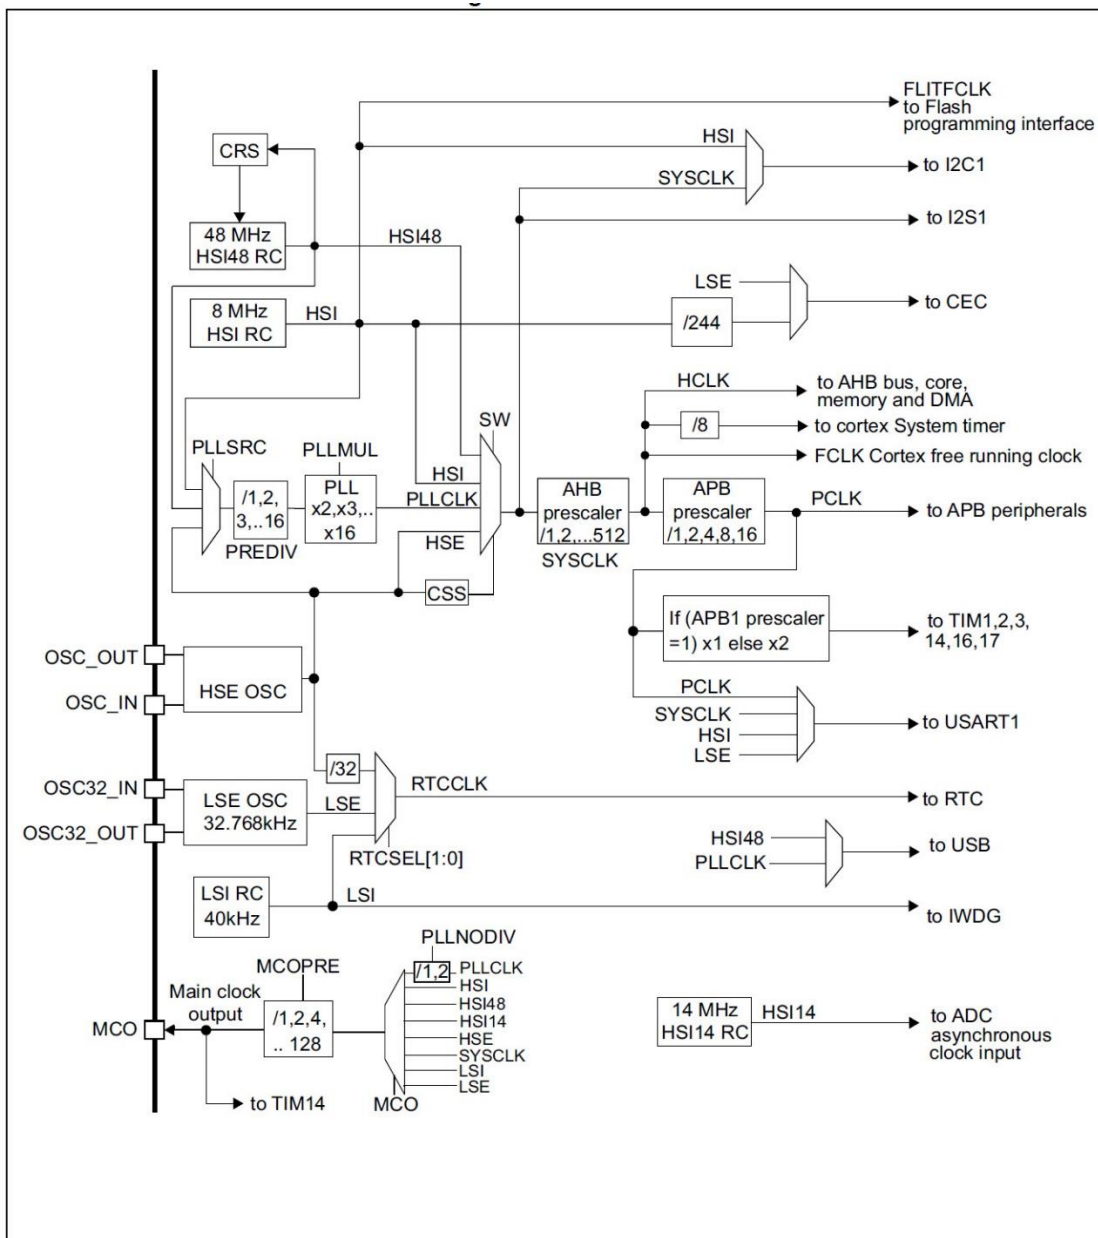 FLITFCLK
to Flash
programming interface
CRS
HSI
to I2C1
SYSCLK
to I2S1
48 MHz
HSI48 RC
HSI48
LSE
to CEC
8 MHz
HSI RC
HSI
/244
HCLK
to AHB bus, core,
memory and DMA
SW
/8
to cortex System timer
PLLSRC
PLLMUL
FCLK Cortex free running clock
HSI
/1,2,
3,..16
PREDIV
PLL
x2,x3,..
x16
PLLCLK
HSE
AHB
prescaler
/1,2,...512
SYSCLK
APB
prescaler
/1,2,4,8,16
PCLK
to APB peripherals
CSS
If (APB1 prescaler
=1) x1 else x2
to TIM1,2,3,
14,16,17
OSC_OUT
OSC_IN
HSE OSC
PCLK
SYSCLK
HSI
LSE
to USART1
/32
OSC32_IN
OSC32_OUT
LSE OSC
32.768kHz
LSE
RTCCLK
to RTC
RTCSEL[1:0]
HSI48
PLLCLK
to USB
LSI RC
40kHz
LSI
to IWDG
PLLNODIV
MCOPRE
/1,2
PLLCLK
HSI
HSI48
HSI14
HSE
SYSCLK
LSI
LSE
Main clock
output
MCO
/1,2,4,
.. 128
MCO
to TIM14
14 MHz
HSI14 RC
HSI14
to ADC
asynchronous
clock input